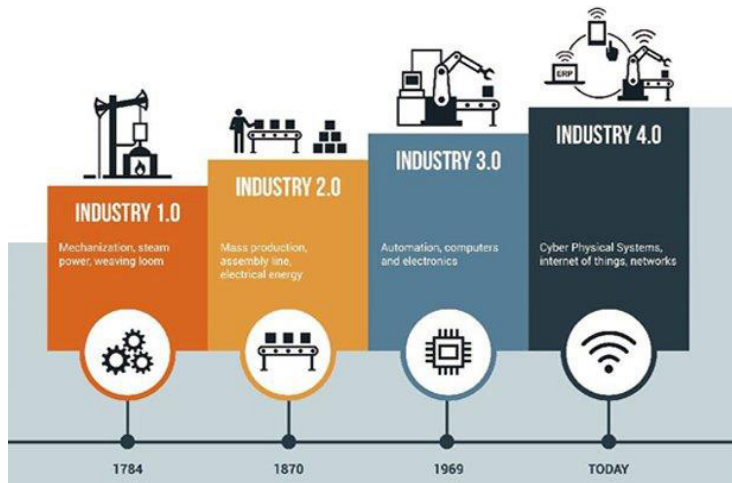 ERP
INDUSTRY 1.0
Mechanization, steam
power, weaving loom
INDUSTRY 2.0
Mass production,
assembly line,
electrical energy
INDUSTRY 3.0
Automation, computers
and electronics
INDUSTRY 4.0
Cyber Physical Systems,
internet of things, networks
1784
1870
1969
TODAY